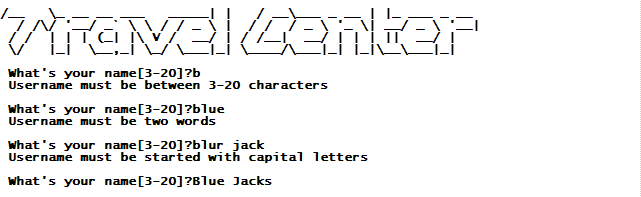 Travel Center
What's your name[3-20]?b
Username must be between 3-20 characters
What's your name[3-20]?blue
Username must be two words
What's your name[3-20]?blur jack
Username must be started with capital letters
What's your name[3-20]?Blue Jacks